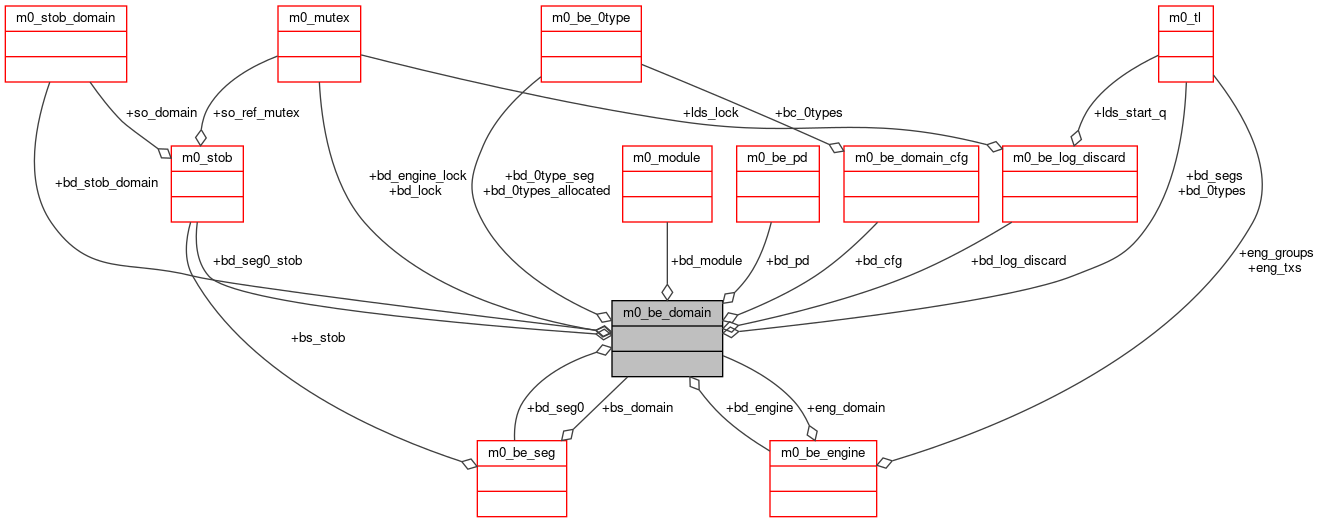 m0_stob_domain
m0_mutex
m0_be_0type
m0_tl
+so_domain
+so_ref_mutex
+lds_lock
+bc_0types
+lds_start_q
m0_stob
m0_module
m0_be_pd
m0_be_domain_cfg
m0_be_log_discard
+bd_stob_domain
+bd_engine_lock
+bd_lock
+bd_0type_seg
+bd_0types_allocated
+bd_segs
+bd_0types
+bd_seg0_stob
+bd_module
+bd_pd
+bd_cfg
+bd_log_discard
+eng_groups
+eng_txs
m0_be_domain
+bs_stob
+bd_seg0
+bs_domain
+bd_engine
+eng_domain
m0_be_seg
m0_be_engine